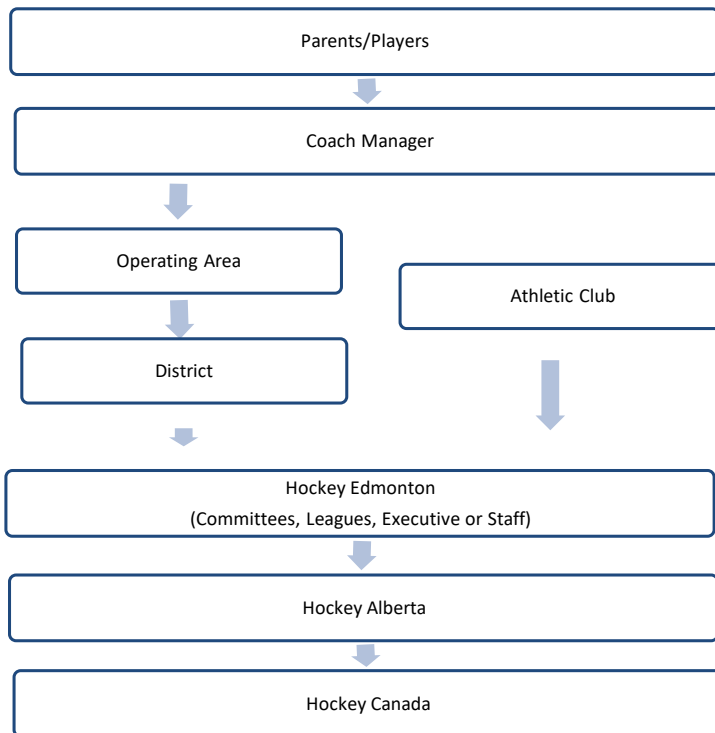 Parents/Players
Coach Manager
Operating Area
Athletic Club
District
Hockey Edmonton
(Committees, Leagues, Executive or Staff)
Hockey Alberta
Hockey Canada